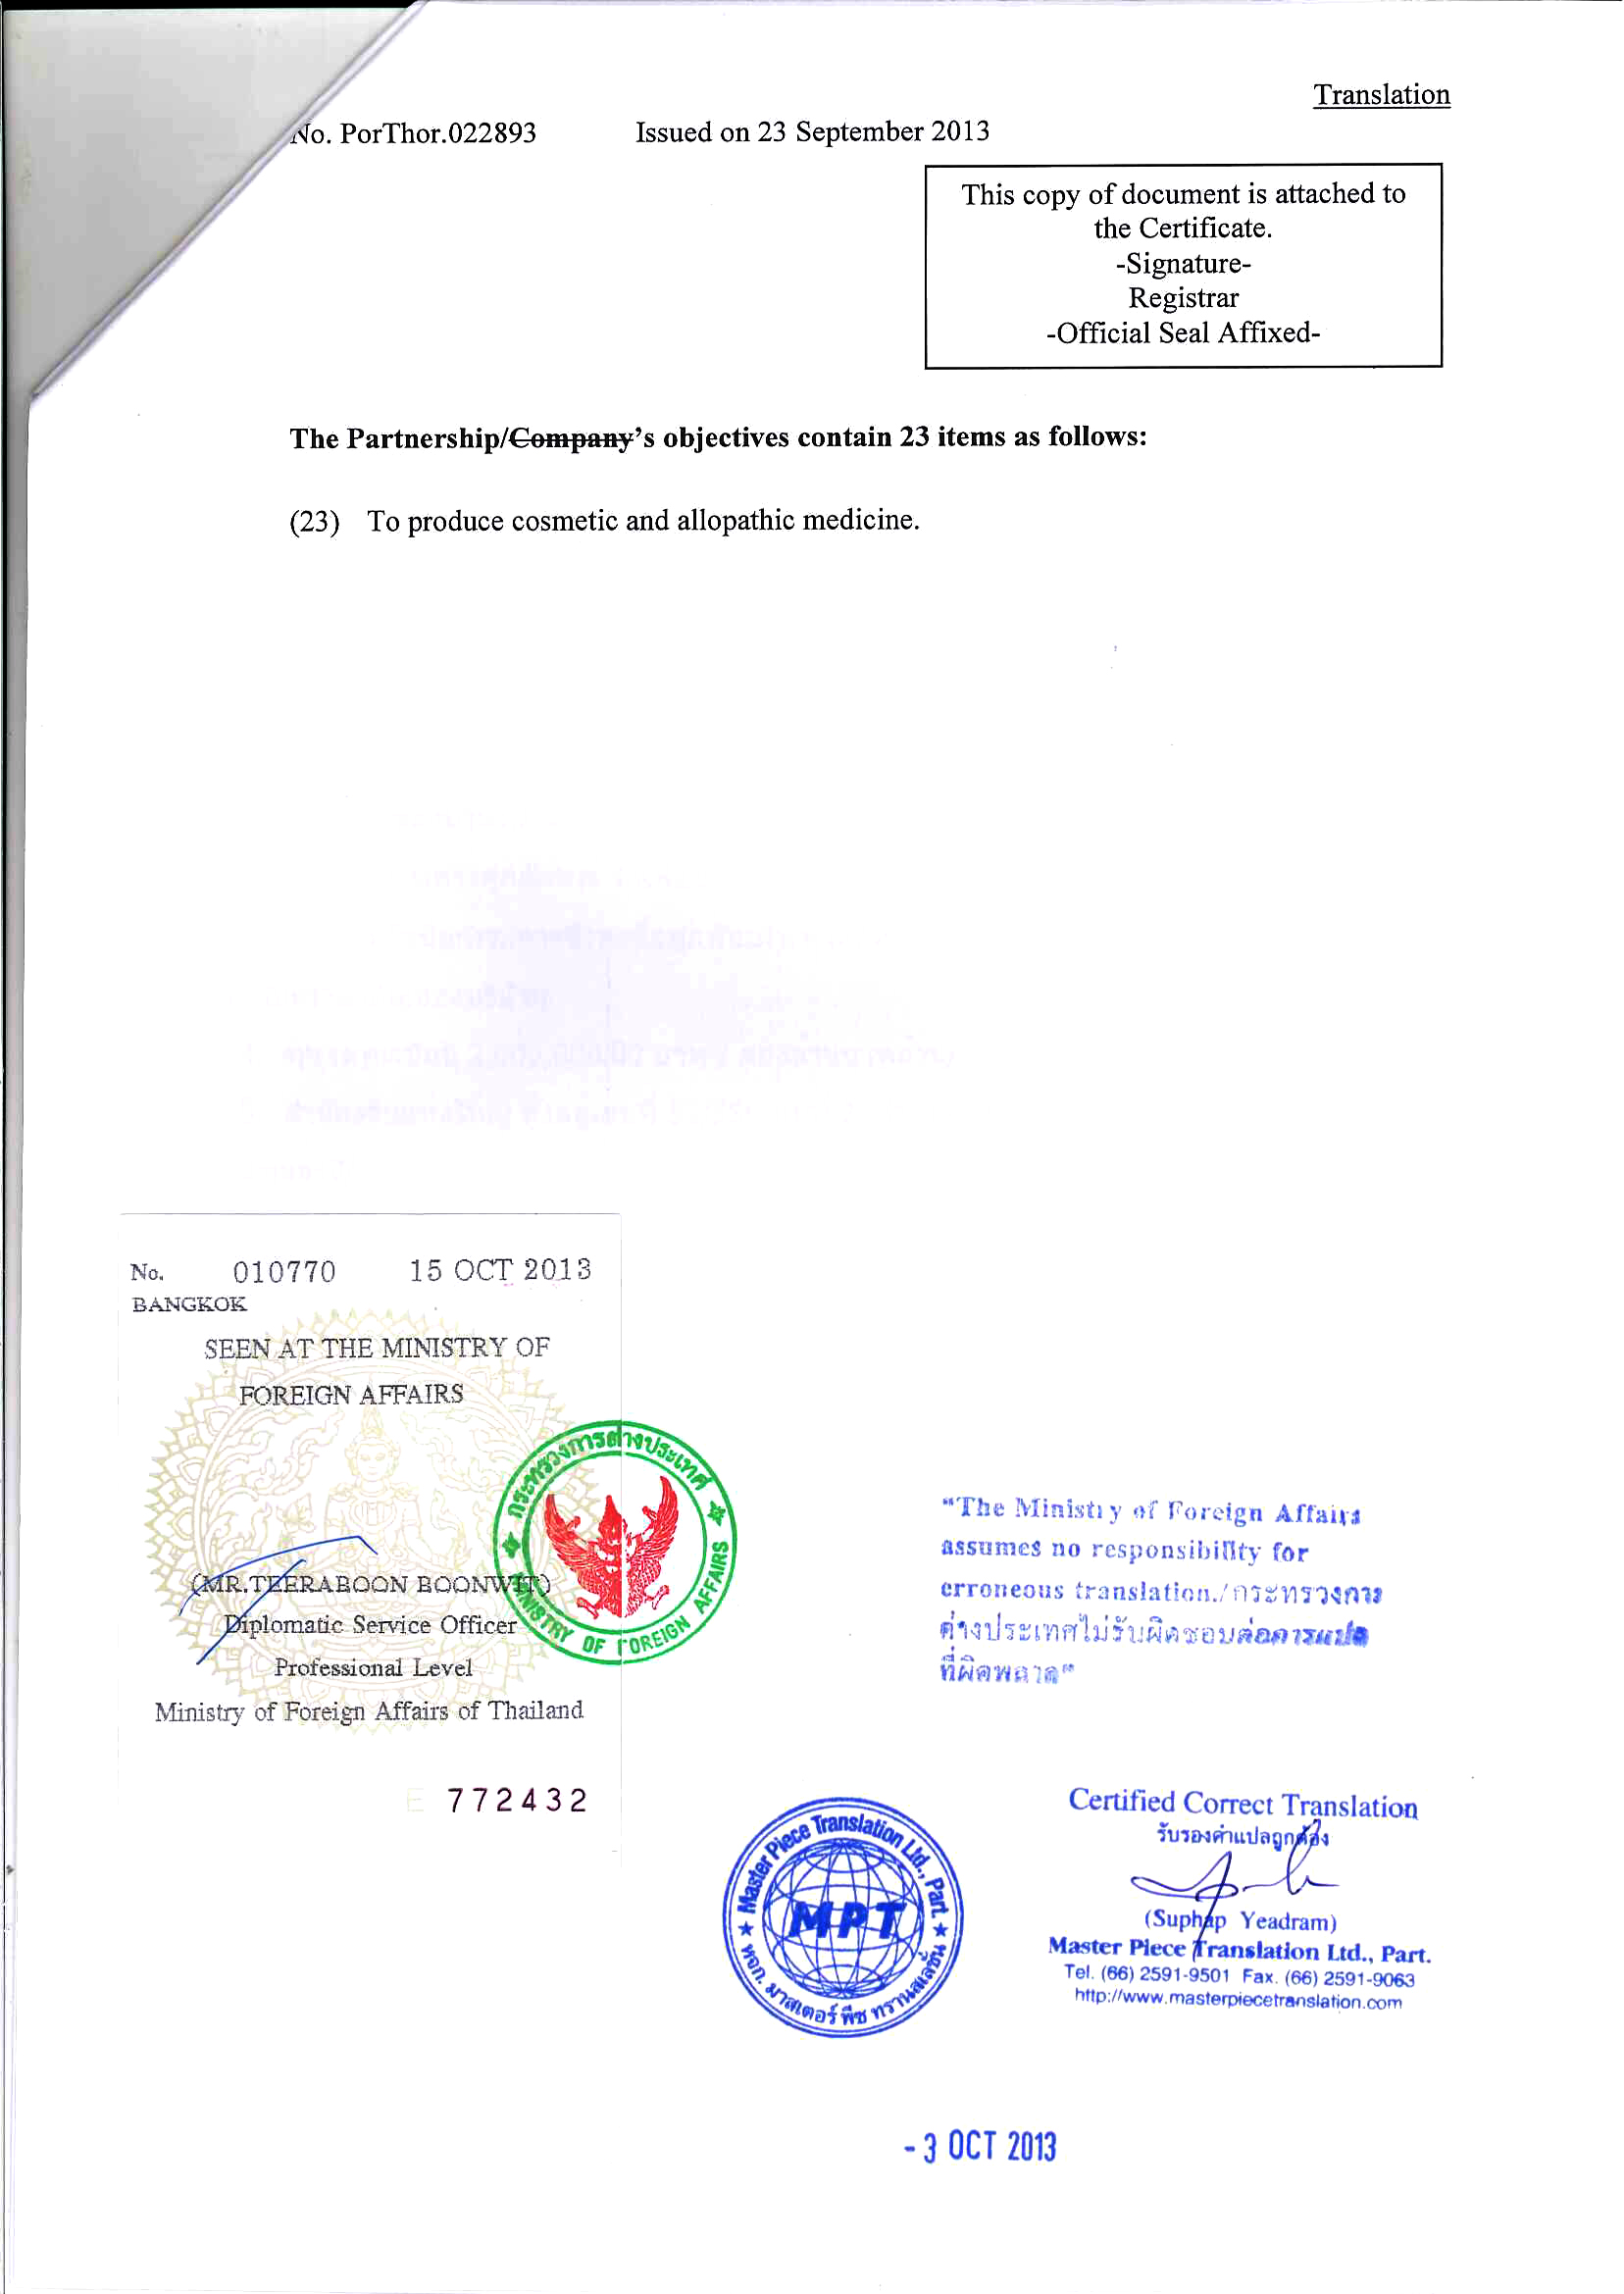 Translation
No. PorThor.022893 Issued on 23 September 2013
This copy of document is attached to
the Certificate.
-Signature-
Registrar
-Official Seal Affixed-
The Partnership/Company's objectives contain 23 items as follows:
(23) To produce cosmetic and allopathic medicine.
No. 010770 15 OCT 2013
BANGKOK
SEEN AT THE MINISTRY OF
FOREIGN AFFAIRS
กระทรวงการต่างประเทศ
MINISTRY OF FOREIGN AFFAIRS
(MR.TEERABOON BOONWIT)
Diplomatic Service Officer
Professional Level
Ministry of Foreign Affairs of Thailand
E 772432
"The Ministry of Foreign Affairs
assumes no responsibility for
erroneous translation./กระทรวงการ
ต่างประเทศไม่รับผิดชอบต่อการแปล
ที่ผิดพลาด"
Master Piece Translation Ltd., Part.
MPT
หจก. มาสเตอร์ พีซ ทรานสเลชั่น
Certified Correct Translation
รับรองคำแปลถูกต้อง
(Suphap Yeadram)
Master Piece Translation Ltd., Part.
Tel. (66) 2591-9501 Fax. (66) 2591-9063
http://www.masterpiecetranslation.com
- 3 OCT 2013